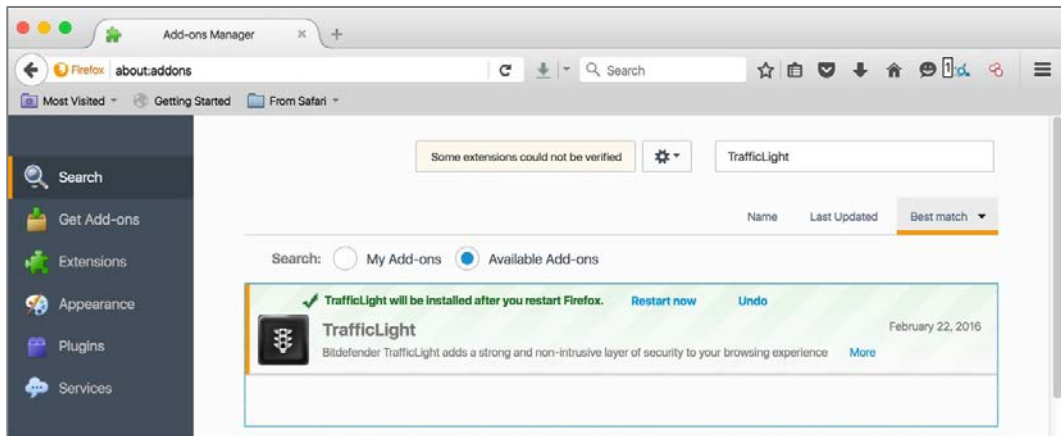 Add-ons Manager
Firefox about:addons Search 1
Most Visited Getting Started From Safari
Some extensions could not be verified TrafficLight
Search
Get Add-ons
Extensions
Appearance
Plugins
Services
Name Last Updated Best match
Search: My Add-ons Available Add-ons
TrafficLight will be installed after you restart Firefox. Restart now Undo
TrafficLight February 22, 2016
Bitdefender TrafficLight adds a strong and non-intrusive layer of security to your browsing experience More